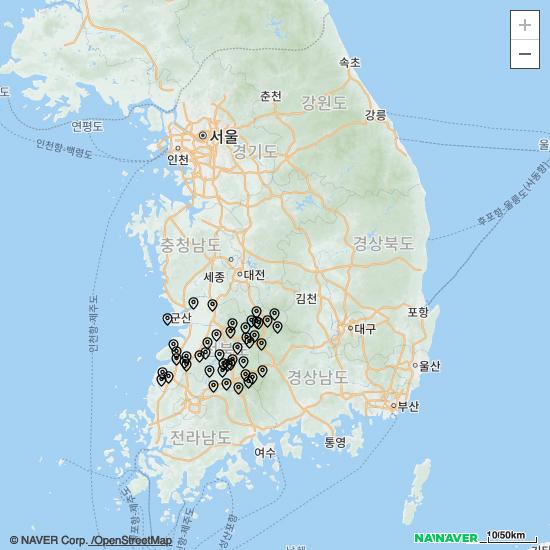 +
−
속초
춘천
강원도
강릉
도
연평도
서울
인천
경기도
인천항-백령도
울
후포항-울릉도(사동항)
충청남도
경상북도
세종
대전
김천
인천항-제주도
군산
포항
대구
북
울산
경상남도
부산
전라남도
여수
통영
© NAVER Corp. /OpenStreetMap
NAVER
10/50km